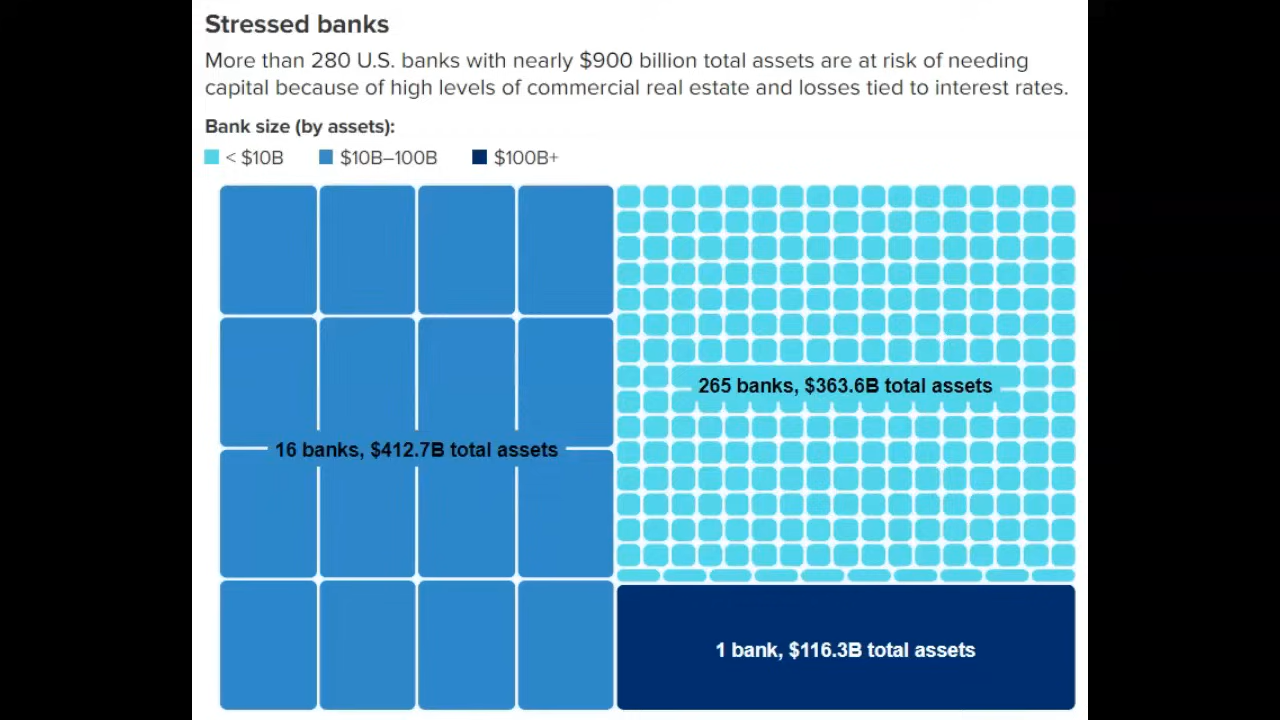 Stressed banks
More than 280 U.S. banks with nearly $900 billion total assets are at risk of needing
capital because of high levels of commercial real estate and losses tied to interest rates.
Bank size (by assets):
< $10B $10B–100B $100B+
265 banks, $363.6B total assets
16 banks, $412.7B total assets
1 bank, $116.3B total assets